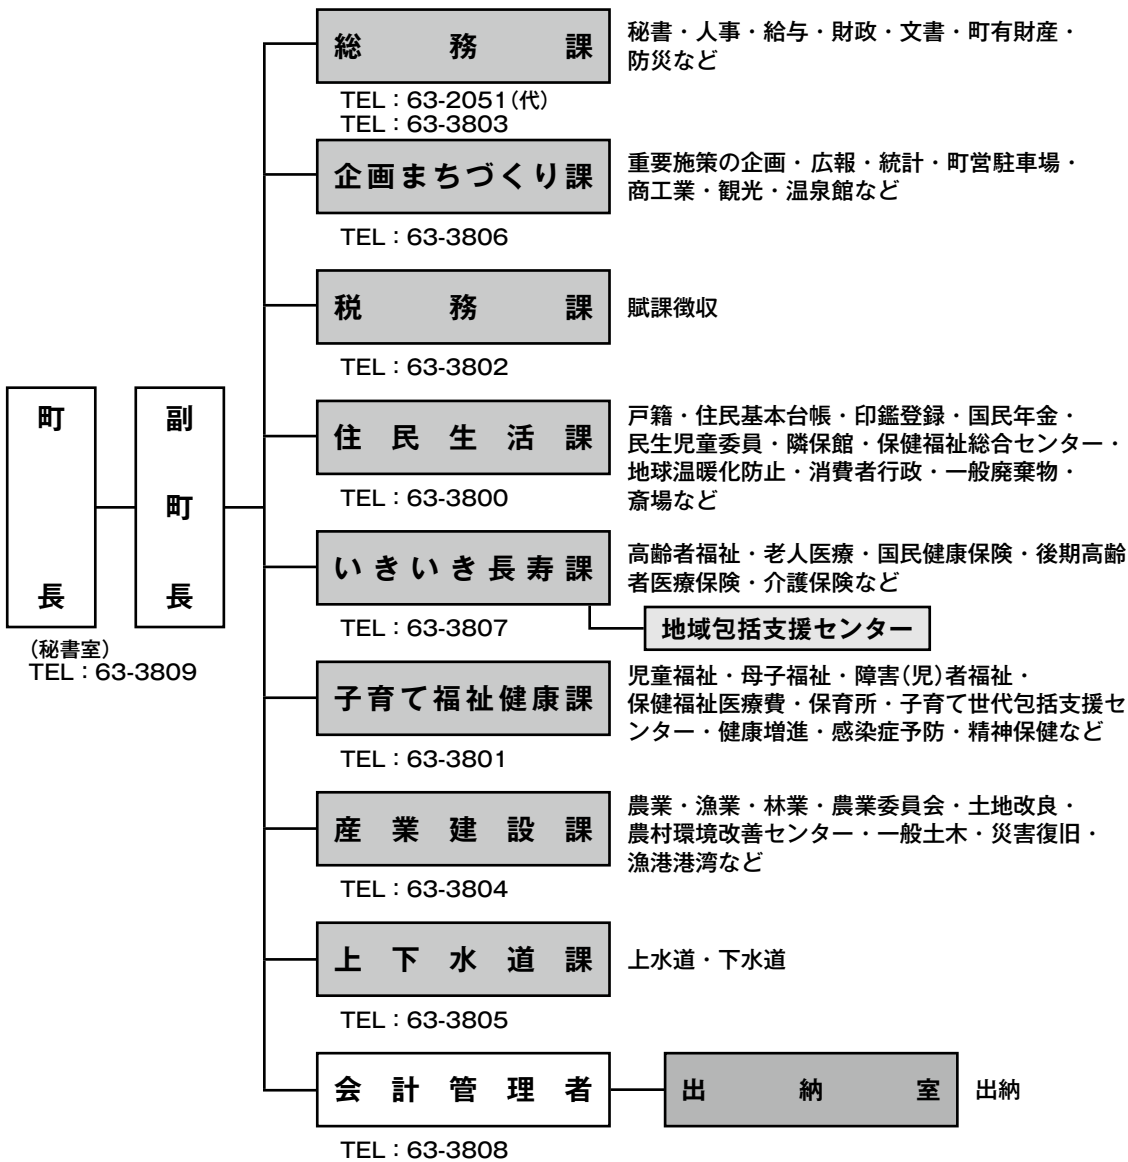 町長
(秘書室)
TEL：63-3809
副町長
総務課
秘書・人事・給与・財政・文書・町有財産・
防災など
TEL：63-2051(代)
TEL：63-3803
企画まちづくり課
重要施策の企画・広報・統計・町営駐車場・
商工業・観光・温泉館など
TEL：63-3806
税務課
賦課徴収
TEL：63-3802
住民生活課
戸籍・住民基本台帳・印鑑登録・国民年金・
民生児童委員・隣保館・保健福祉総合センター・
地球温暖化防止・消費者行政・一般廃棄物・
斎場など
TEL：63-3800
いきいき長寿課
高齢者福祉・老人医療・国民健康保険・後期高齢
者医療保険・介護保険など
TEL：63-3807
地域包括支援センター
子育て福祉健康課
児童福祉・母子福祉・障害(児)者福祉・
保健福祉医療費・保育所・子育て世代包括支援セ
ンター・健康増進・感染症予防・精神保健など
TEL：63-3801
産業建設課
農業・漁業・林業・農業委員会・土地改良・
農村環境改善センター・一般土木・災害復旧・
漁港港湾など
TEL：63-3804
上下水道課
上水道・下水道
TEL：63-3805
会計管理者
出納室
出納
TEL：63-3808